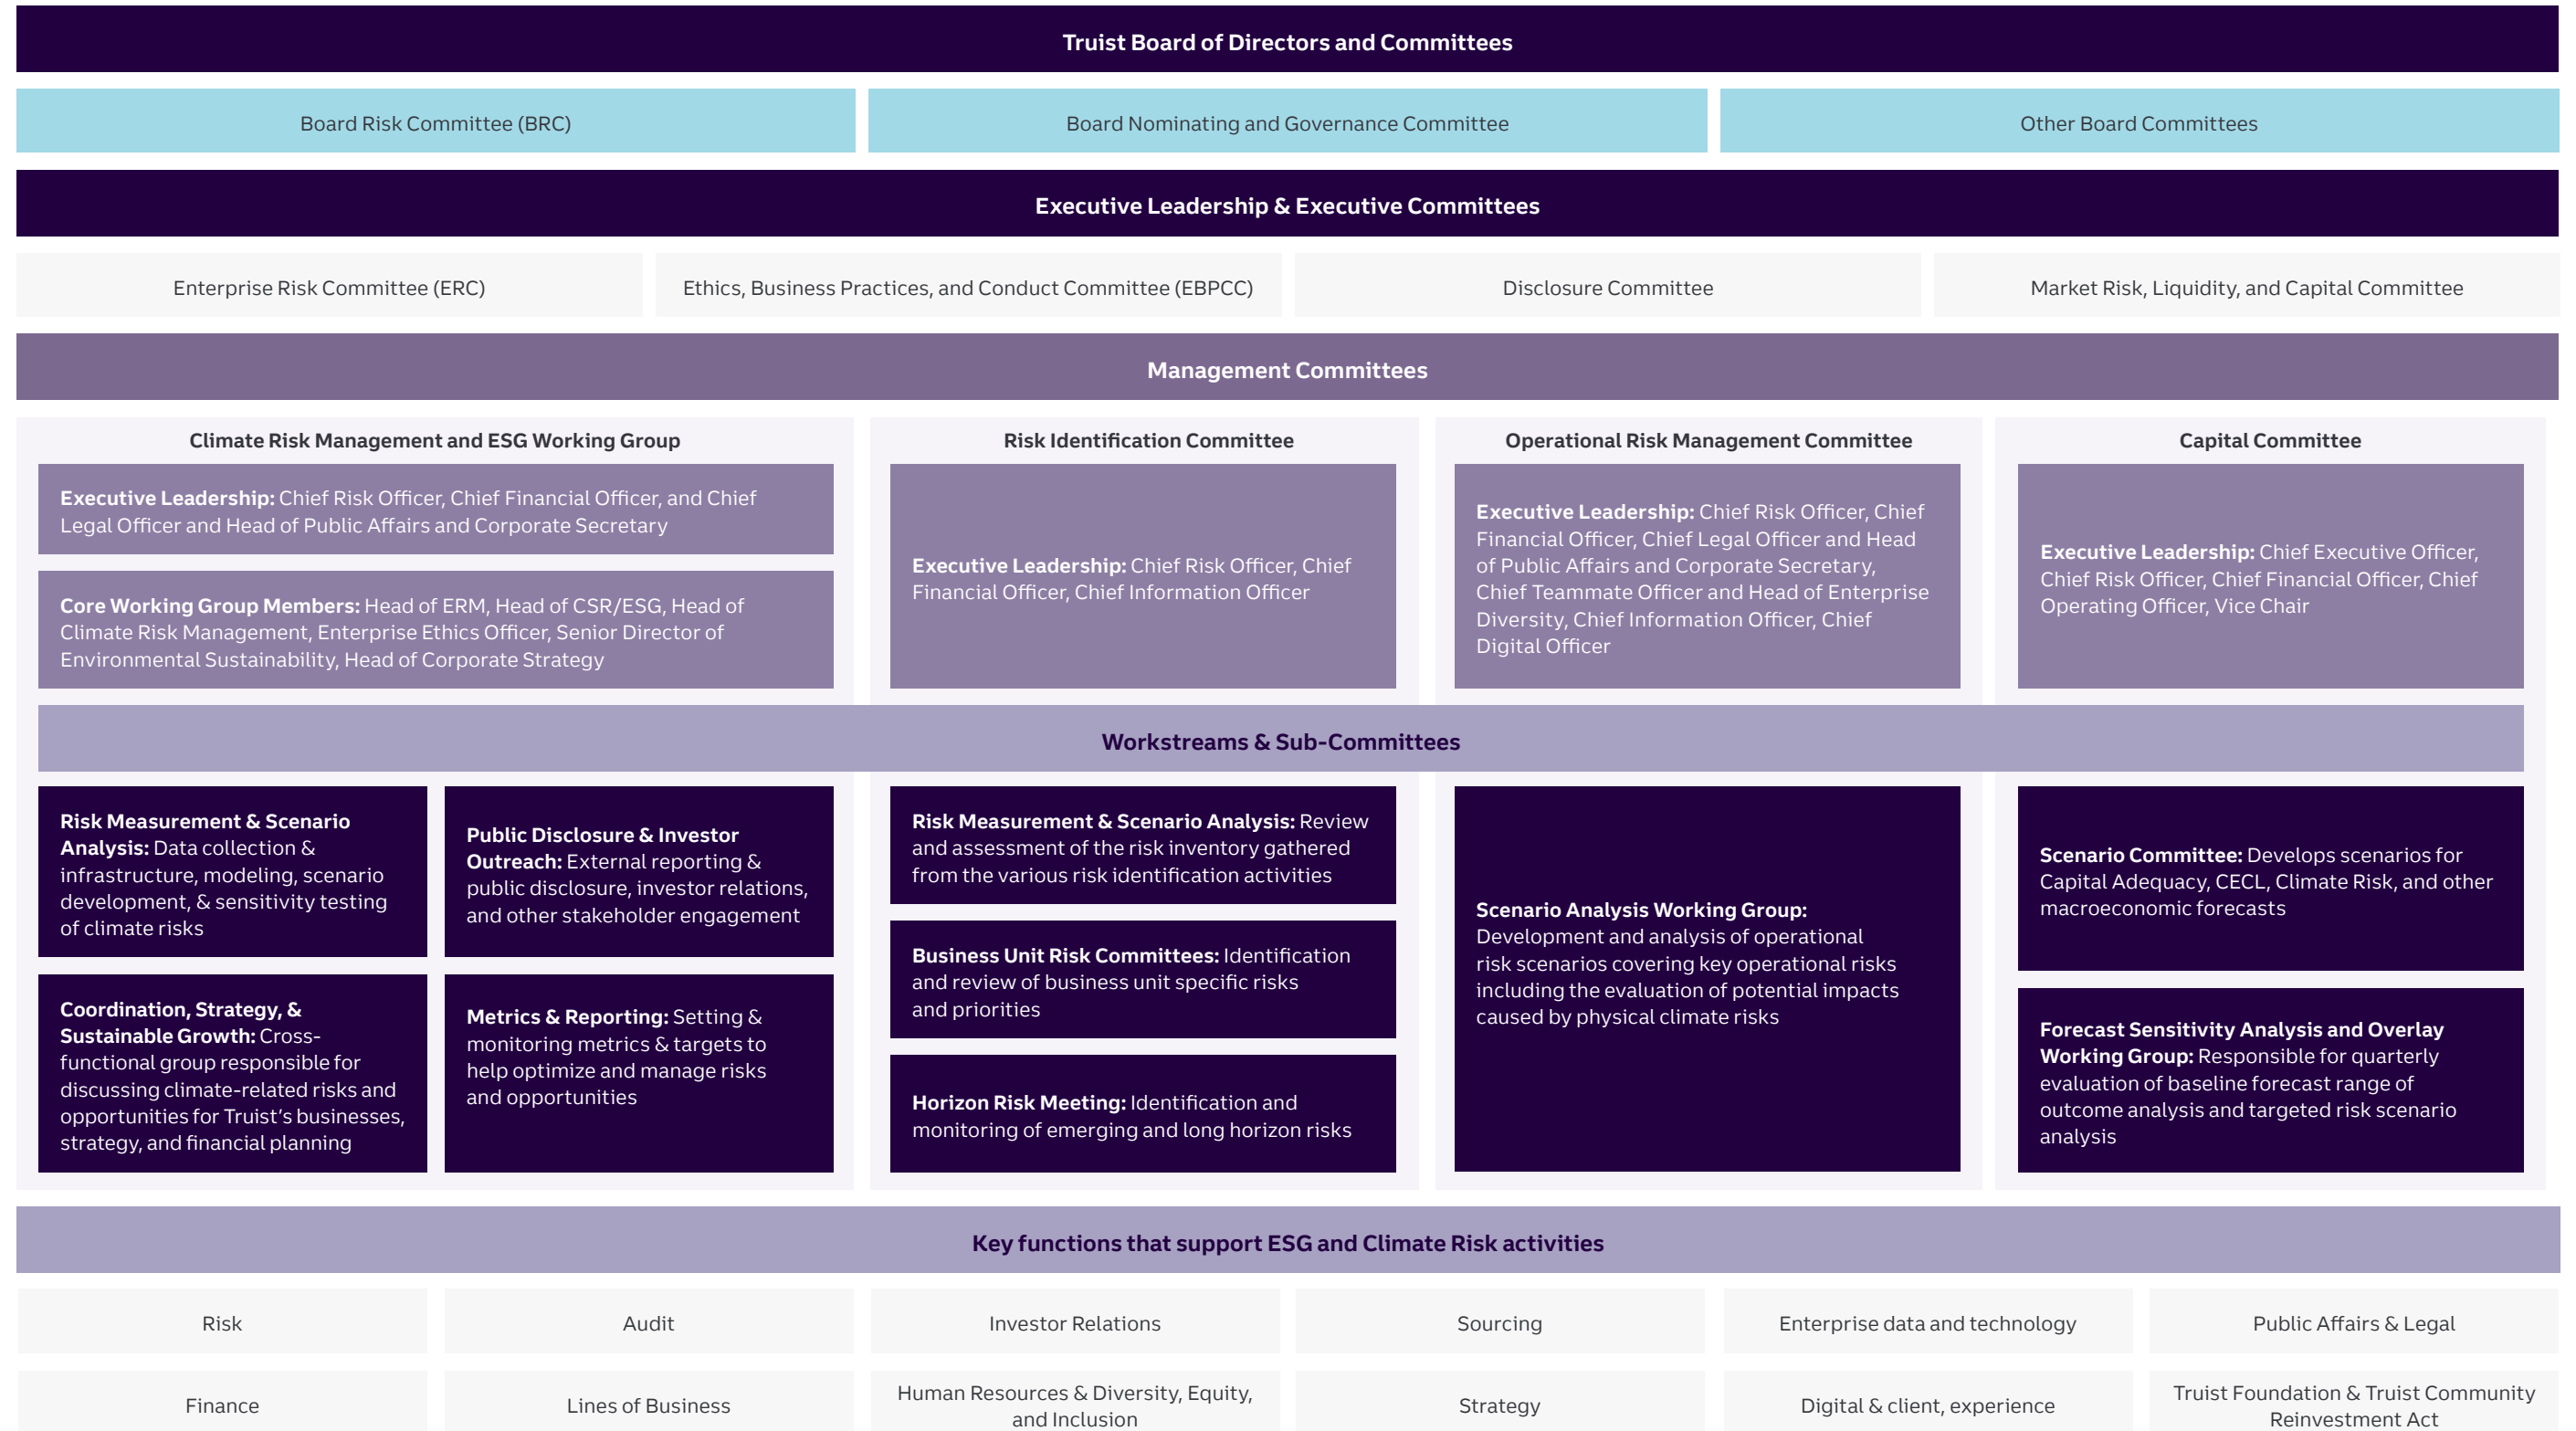 Truist Board of Directors and Committees
Board Risk Committee (BRC)
Board Nominating and Governance Committee
Other Board Committees
Executive Leadership & Executive Committees
Enterprise Risk Committee (ERC)
Ethics, Business Practices, and Conduct Committee (EBPCC)
Disclosure Committee
Market Risk, Liquidity, and Capital Committee
Management Committees
Climate Risk Management and ESG Working Group
Executive Leadership: Chief Risk Officer, Chief Financial Officer, and Chief
Legal Officer and Head of Public Affairs and Corporate Secretary
Core Working Group Members: Head of ERM, Head of CSR/ESG, Head of
Climate Risk Management, Enterprise Ethics Officer, Senior Director of
Environmental Sustainability, Head of Corporate Strategy
Risk Identification Committee
Executive Leadership: Chief Risk Officer, Chief
Financial Officer, Chief Information Officer
Operational Risk Management Committee
Executive Leadership: Chief Risk Officer, Chief
Financial Officer, Chief Legal Officer and Head
of Public Affairs and Corporate Secretary,
Chief Teammate Officer and Head of Enterprise
Diversity, Chief Information Officer, Chief
Digital Officer
Capital Committee
Executive Leadership: Chief Executive Officer,
Chief Risk Officer, Chief Financial Officer, Chief
Operating Officer, Vice Chair
Workstreams & Sub-Committees
Risk Measurement & Scenario
Analysis: Data collection &
infrastructure, modeling, scenario
development, & sensitivity testing
of climate risks
Public Disclosure & Investor
Outreach: External reporting &
public disclosure, investor relations,
and other stakeholder engagement
Coordination, Strategy, &
Sustainable Growth: Cross-
functional group responsible for
discussing climate-related risks and
opportunities for Truist's businesses,
strategy, and financial planning
Metrics & Reporting: Setting &
monitoring metrics & targets to
help optimize and manage risks
and opportunities
Risk Measurement & Scenario Analysis: Review
and assessment of the risk inventory gathered
from the various risk identification activities
Business Unit Risk Committees: Identification
and review of business unit specific risks
and priorities
Horizon Risk Meeting: Identification and
monitoring of emerging and long horizon risks
Scenario Analysis Working Group:
Development and analysis of operational
risk scenarios covering key operational risks
including the evaluation of potential impacts
caused by physical climate risks
Scenario Committee: Develops scenarios for
Capital Adequacy, CECL, Climate Risk, and other
macroeconomic forecasts
Forecast Sensitivity Analysis and Overlay
Working Group: Responsible for quarterly
evaluation of baseline forecast range of
outcome analysis and targeted risk scenario
analysis
Key functions that support ESG and Climate Risk activities
Risk
Audit
Investor Relations
Sourcing
Enterprise data and technology
Public Affairs & Legal
Finance
Lines of Business
Human Resources & Diversity, Equity,
and Inclusion
Strategy
Digital & client, experience
Truist Foundation & Truist Community
Reinvestment Act